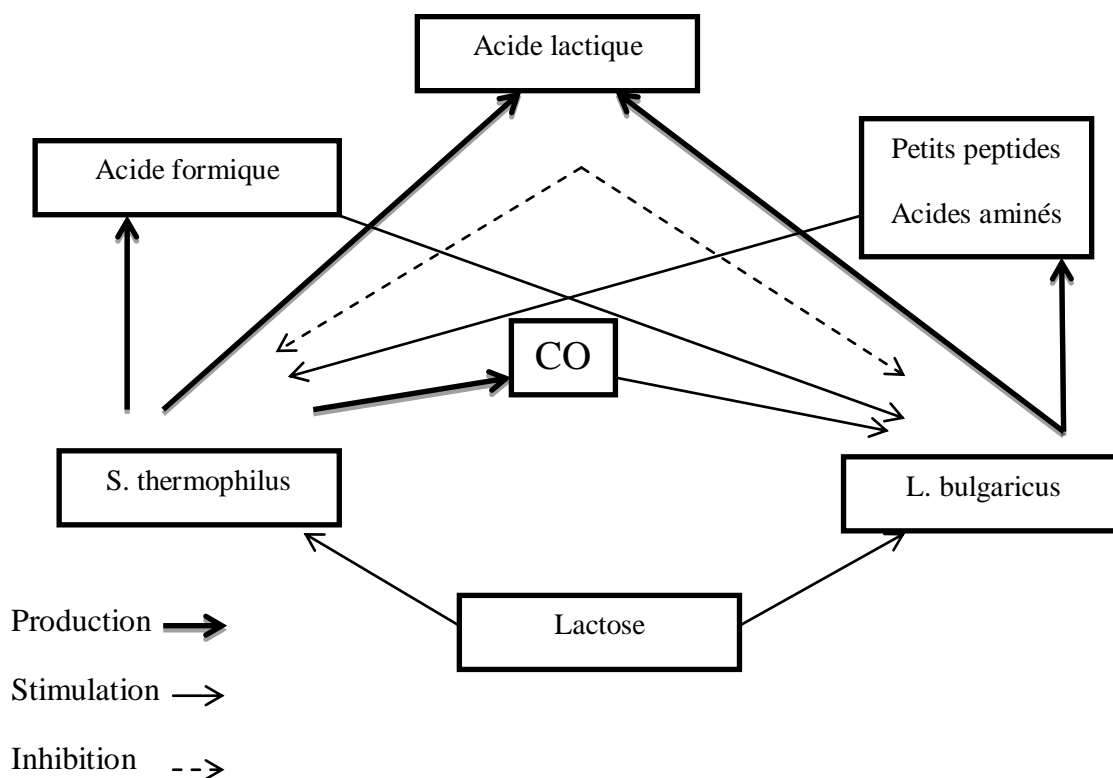 Acide lactique
Acide formique
Petits peptides
Acides aminés
CO
S. thermophilus
L. bulgaricus
Lactose
Production
Stimulation
Inhibition